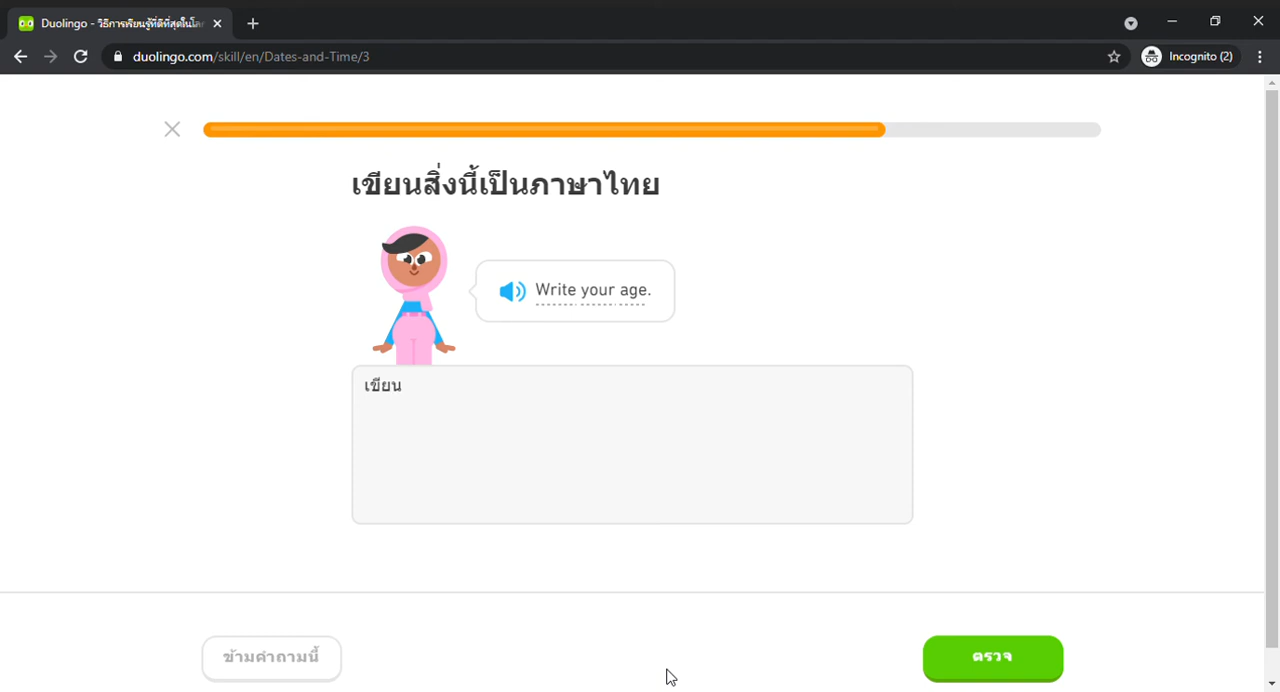 Duolingo - วิธีการเรียนรู้ที่ดีที่สุดในโลก
duolingo.com/skill/en/Dates-and-Time/3
Incognito (2)
เขียนสิ่งนี้เป็นภาษาไทย
Write your age.
เขียน
ข้ามคำถามนี้
ตรวจ